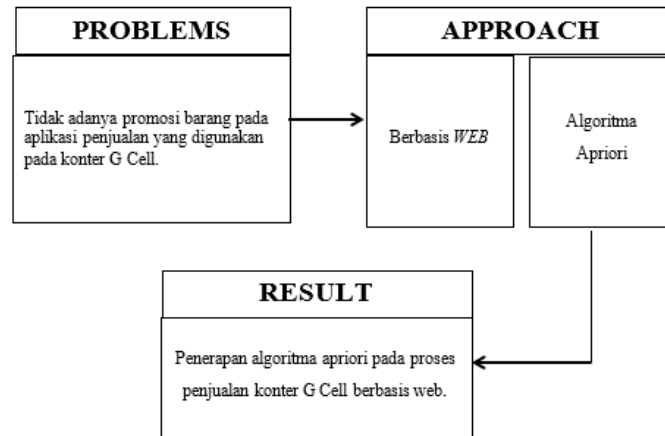 PROBLEMS
Tidak adanya promosi barang pada
aplikasi penjualan yang digunakan
pada konter G Cell.
APPROACH
Berbasis WEB
Algoritma
Apriori
RESULT
Penerapan algoritma apriori pada proses
penjualan konter G Cell berbasis web.